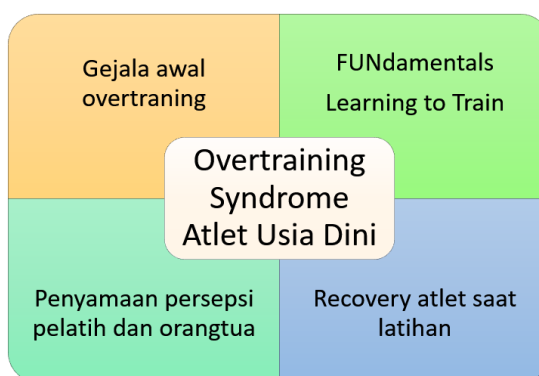 Gejala awal
overtraning
FUNdamentals
Learning to Train
Overtraining
Syndrome
Atlet Usia Dini
Penyamaan persepsi
pelatih dan orangtua
Recovery atlet saat
latihan